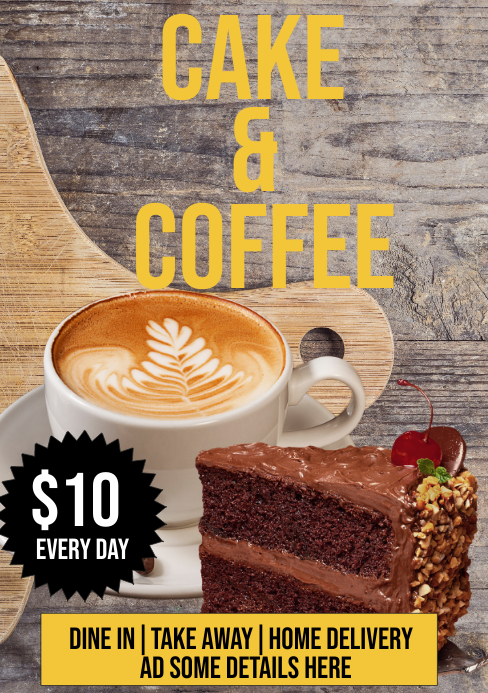 CAKE
&
COFFEE
$10
EVERY DAY
DINE IN | TAKE AWAY | HOME DELIVERY
AD SOME DETAILS HERE